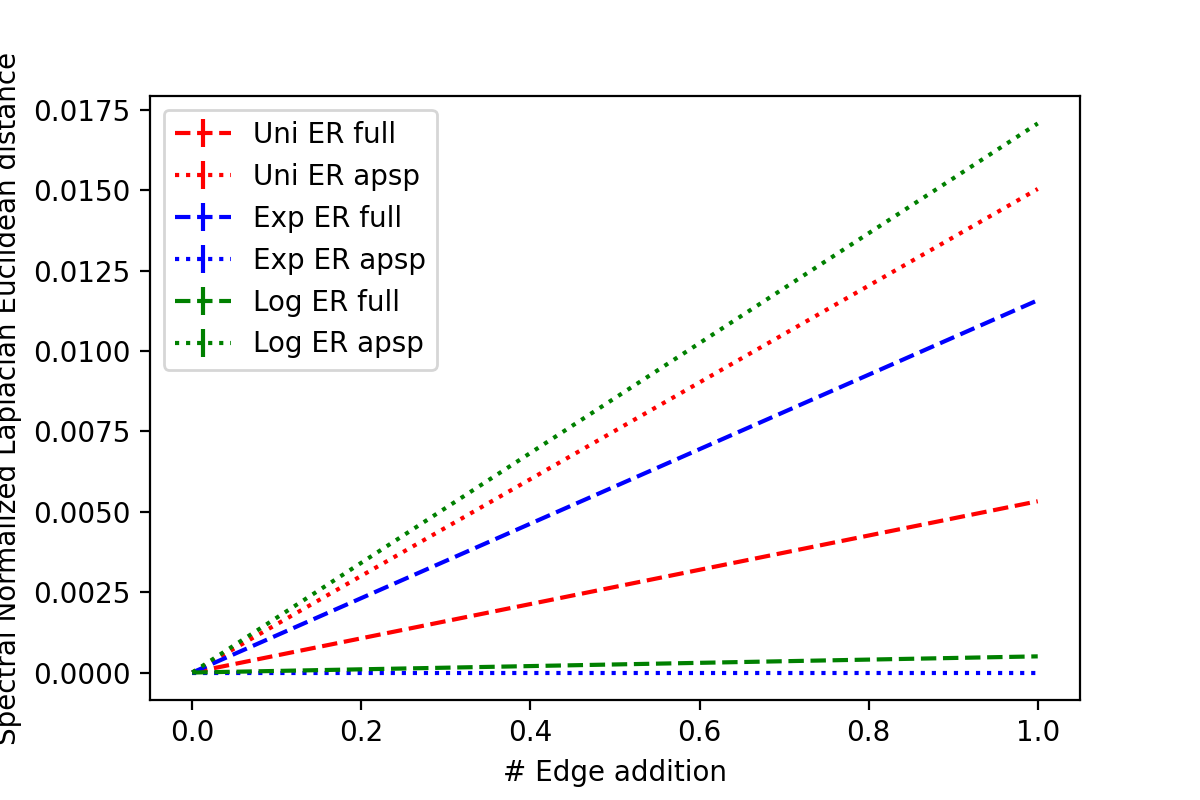 Spectral Normalized Laplacian Euclidean distance
0.0175
0.0150
0.0125
0.0100
0.0075
0.0050
0.0025
0.0000
Uni ER full
Uni ER apsp
Exp ER full
Exp ER apsp
Log ER full
Log ER apsp
0.0
0.2
0.4
0.6
0.8
1.0
# Edge addition